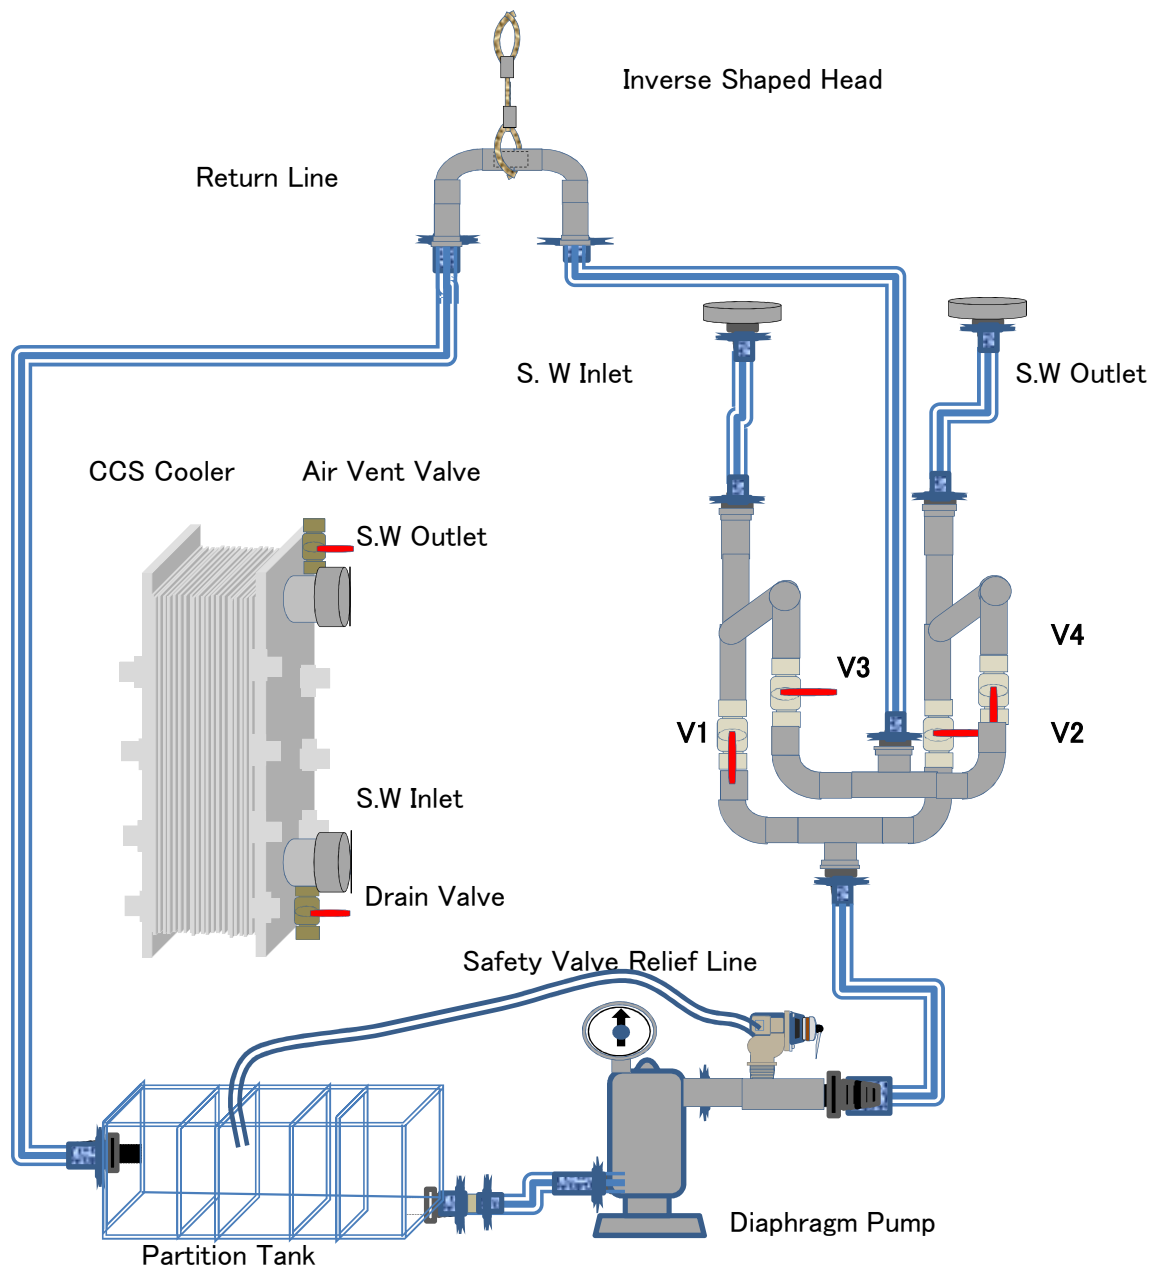 Inverse Shaped Head
Return Line
S. W Inlet
S.W Outlet
CCS Cooler
Air Vent Valve
S.W Outlet
V4
V3
V1
V2
S.W Inlet
Drain Valve
Safety Valve Relief Line
Diaphragm Pump
Partition Tank